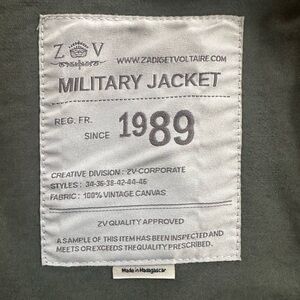 Z V
WWW.ZADIGETVOLTAIRE.COM
MILITARY JACKET
REG. FR.
SINCE 1989
CREATIVE DIVISION : ZV-CORPORATE
STYLES : 34-36-38-42-44-46
FABRIC : 100% VINTAGE CANVAS
ZV QUALITY APPROVED
A SAMPLE OF THIS ITEM HAS BEEN INSPECTED AND
MEETS OR EXCEEDS THE QUALITY PRESCRIBED.
Made in Madagascar